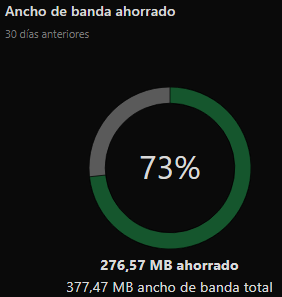 Ancho de banda ahorrado
30 días anteriores
73%
276,57 MB ahorrado
377,47 MB ancho de banda total